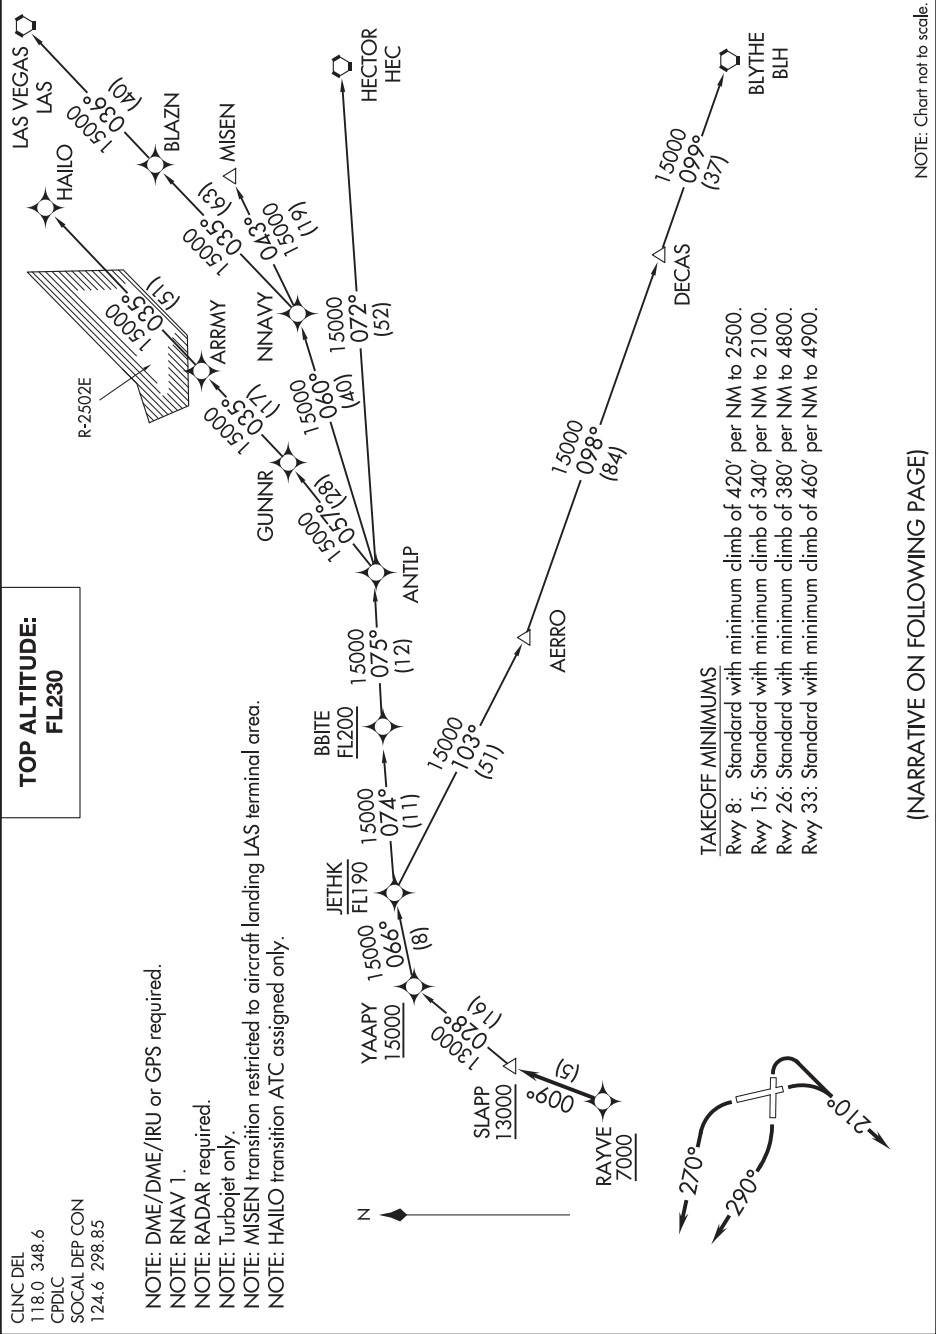 CLNC DEL
118.0 348.6
CPDLC
SOCAL DEP CON
124.6 298.85
TOP ALTITUDE:
FL230
NOTE: DME/DME/IRU or GPS required.
NOTE: RNAV 1.
NOTE: RADAR required.
NOTE: Turbojet only.
NOTE: MISEN transition restricted to aircraft landing LAS terminal area.
NOTE: HAILO transition ATC assigned only.
LAS VEGAS
LAS
15000
036°
(40)
HAILO
BLAZN
MISEN
R-2502E
15000
035°
(51)
ARRMY
15000
035°
(63)
043°
15000
(19)
NNAVY
15000
035°
(17)
GUNNR
15000
060°
(40)
15000
057°
(28)
HECTOR
HEC
15000
072°
(52)
ANTLP
15000
075°
(12)
BBITE
FL200
15000
074°
(11)
JETHK
FL190
15000
066°
(8)
YAAPY
15000
13000
028°
(16)
SLAPP
13000
009°
(5)
RAYVE
7000
15000
103°
(51)
AERRO
15000
098°
(84)
DECAS
15000
099°
(37)
BLYTHE
BLH
N
270°
290°
210°
TAKEOFF MINIMUMS
Rwy 8: Standard with minimum climb of 420' per NM to 2500.
Rwy 15: Standard with minimum climb of 340' per NM to 2100.
Rwy 26: Standard with minimum climb of 380' per NM to 4800.
Rwy 33: Standard with minimum climb of 460' per NM to 4900.
(NARRATIVE ON FOLLOWING PAGE)
NOTE: Chart not to scale.